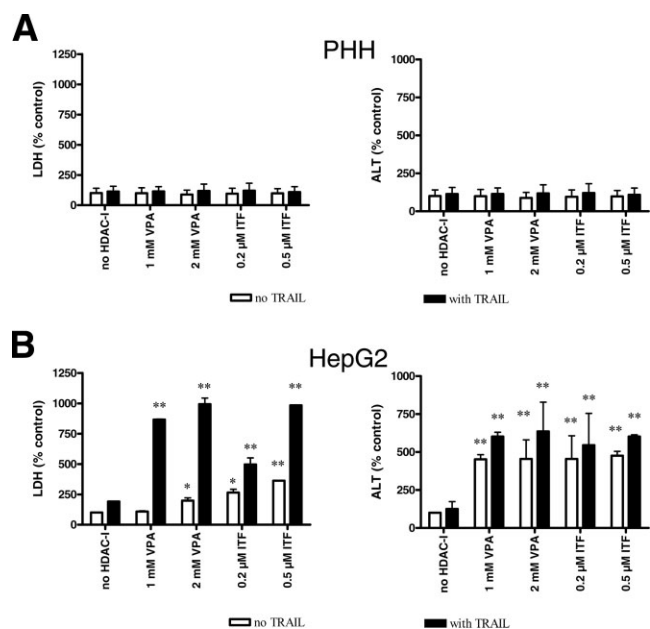 A
PHH
LDH (% control)
1250
1000
750
500
250
0
no HDAC-I
1 mM VPA
2 mM VPA
0.2 µM ITF
0.5 µM ITF
ALT (% control)
1000
750
500
250
0
no HDAC-I
1 mM VPA
2 mM VPA
0.2 µM ITF
0.5 µM ITF
no TRAIL
with TRAIL
B
HepG2
LDH (% control)
1250
1000
750
500
250
0
**
*
**
*
**
**
**
no HDAC-I
1 mM VPA
2 mM VPA
0.2 µM ITF
0.5 µM ITF
ALT (% control)
1000
750
500
250
0
**
**
**
**
**
**
**
**
no HDAC-I
1 mM VPA
2 mM VPA
0.2 µM ITF
0.5 µM ITF
no TRAIL
with TRAIL